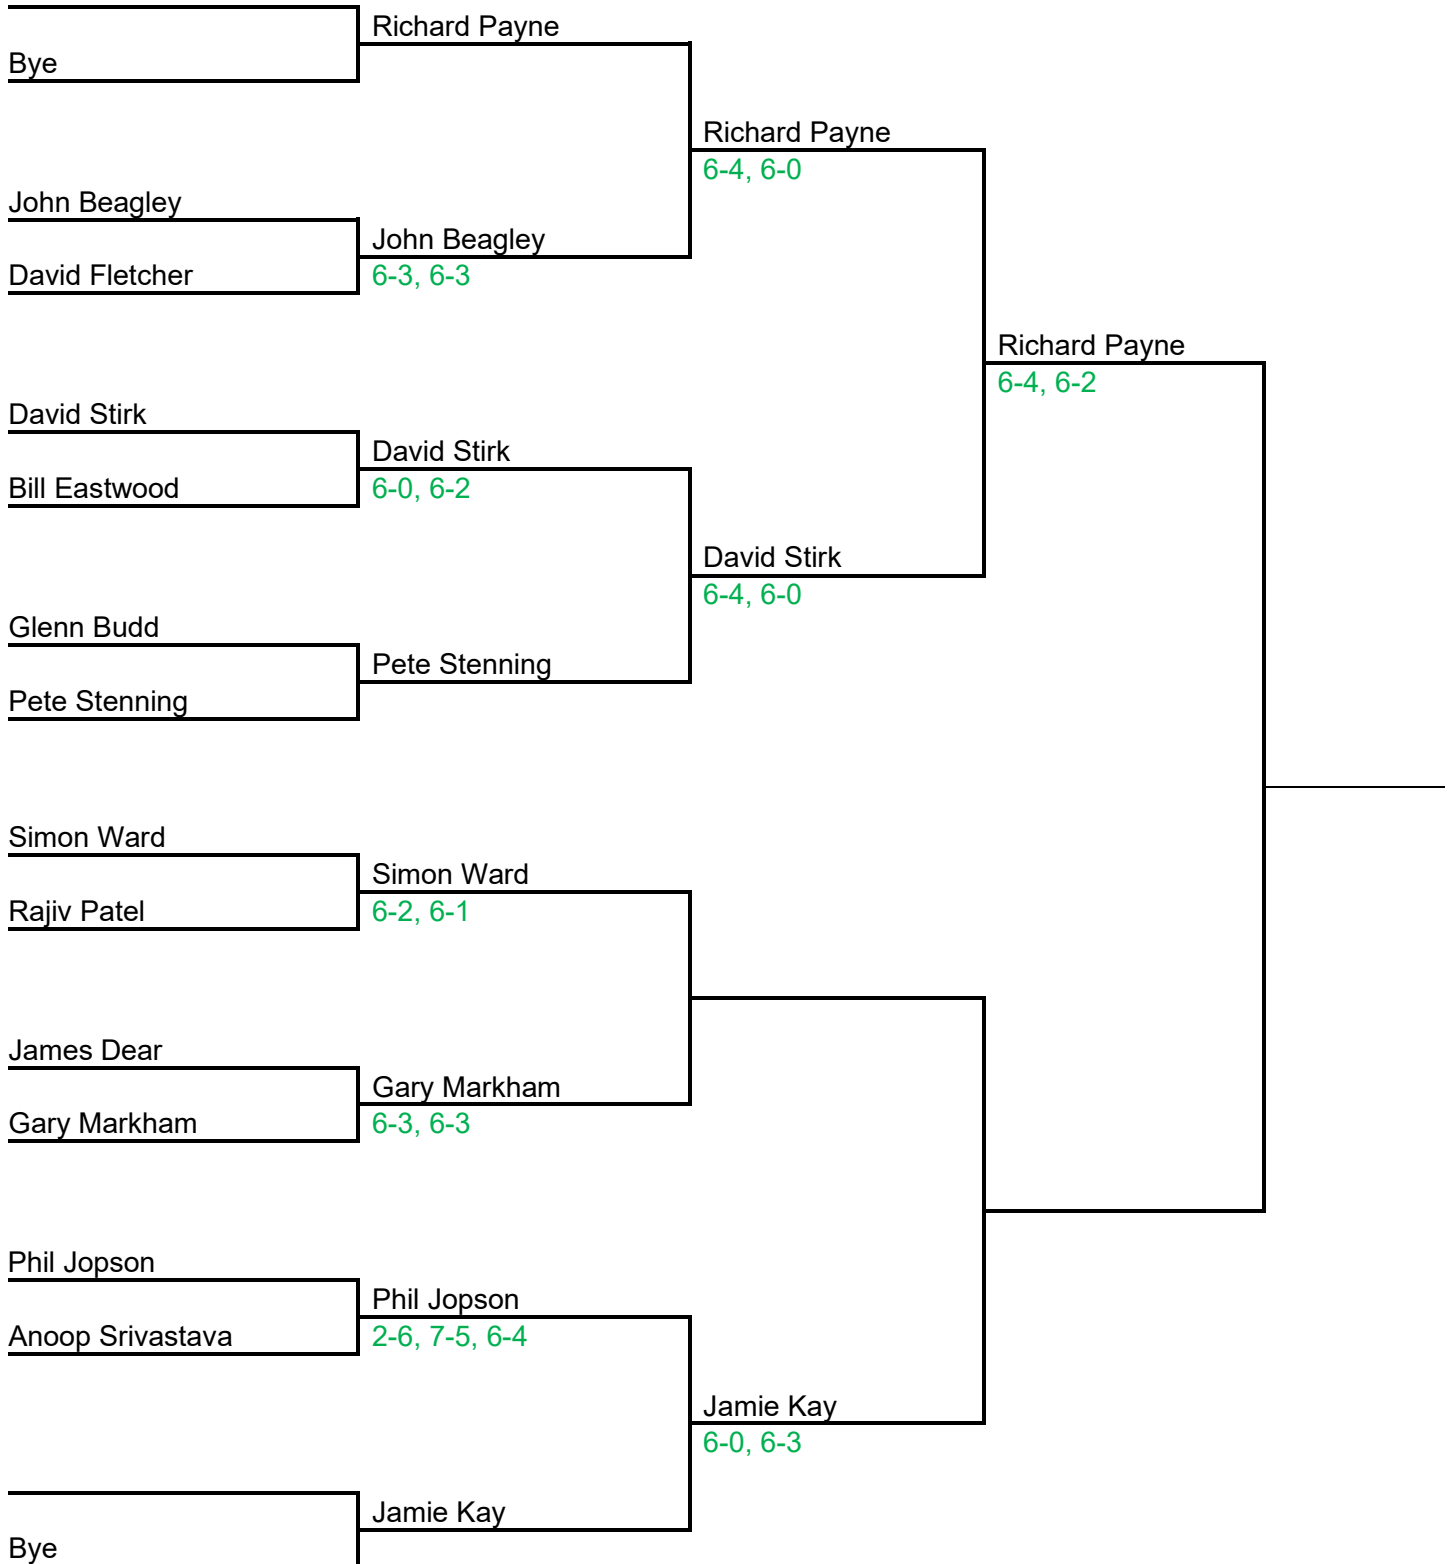 Richard Payne
Bye
Richard Payne
6-4, 6-0
John Beagley
John Beagley
David Fletcher
6-3, 6-3
Richard Payne
6-4, 6-2
David Stirk
David Stirk
Bill Eastwood
6-0, 6-2
David Stirk
6-4, 6-0
Glenn Budd
Pete Stenning
Pete Stenning
Simon Ward
Simon Ward
Rajiv Patel
6-2, 6-1
James Dear
Gary Markham
Gary Markham
6-3, 6-3
Phil Jopson
Phil Jopson
Anoop Srivastava
2-6, 7-5, 6-4
Jamie Kay
6-0, 6-3
Jamie Kay
Bye